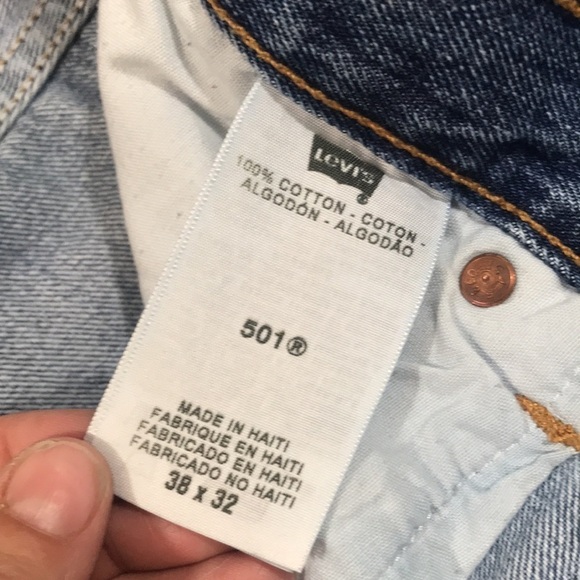 Levi's®
100% COTTON - COTON -
ALGODÓN - ALGODÃO
501®
MADE IN HAITI
FABRIQUE EN HAITI
FABRICADO EN HAITI
FABRICADO NO HAITI
38 x 32